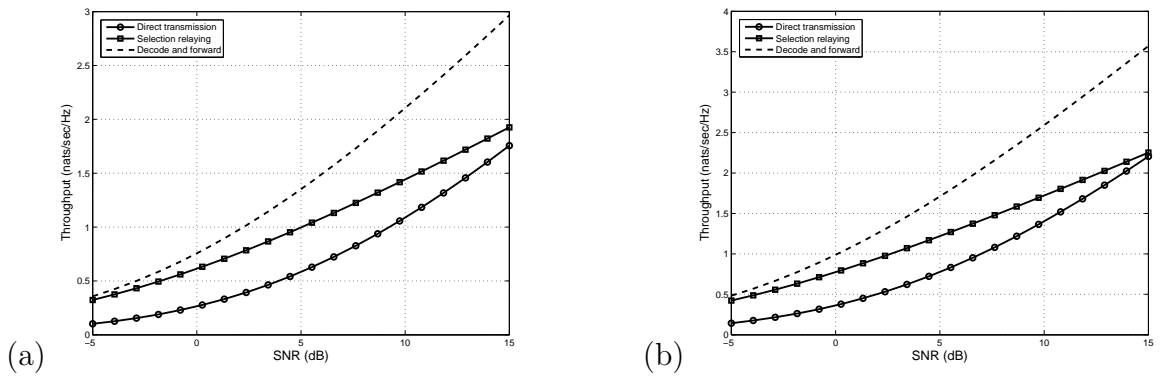 3
2.5
2
1.5
1
0.5
0
-5
0
5
10
15
Throughput (nats/sec/Hz)
SNR (dB)
Direct transmission
Selection relaying
Decode and forward
(a)
4
3.5
3
2.5
2
1.5
1
0.5
0
-5
0
5
10
15
Throughput (nats/sec/Hz)
SNR (dB)
Direct transmission
Selection relaying
Decode and forward
(b)